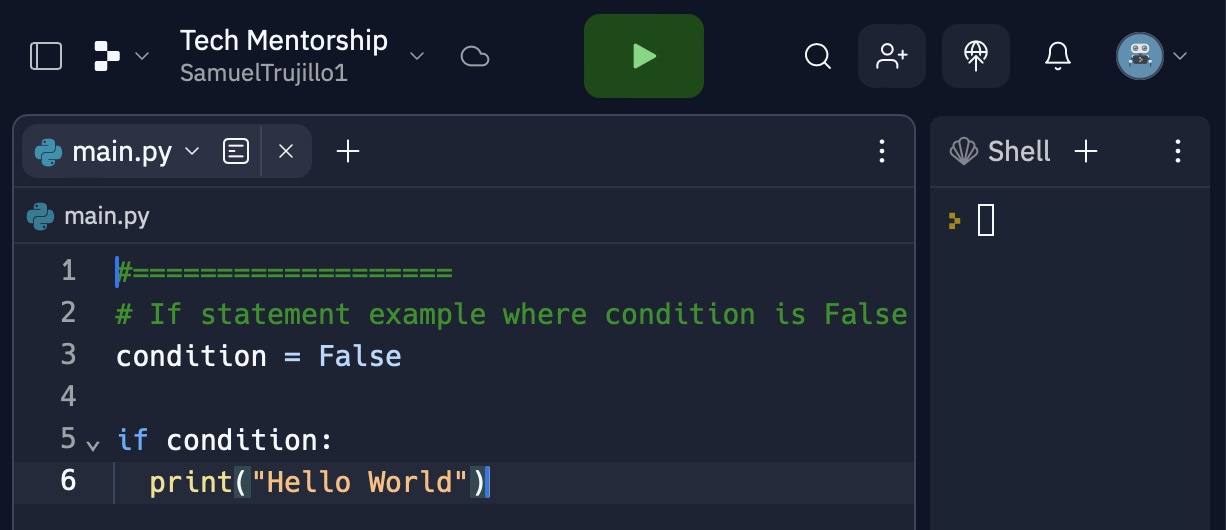 Tech Mentorship
SamuelTrujillo1
main.py
Shell
main.py
1 #===================
2 # If statement example where condition is False
3 condition = False
4
5 if condition:
6 print("Hello World")